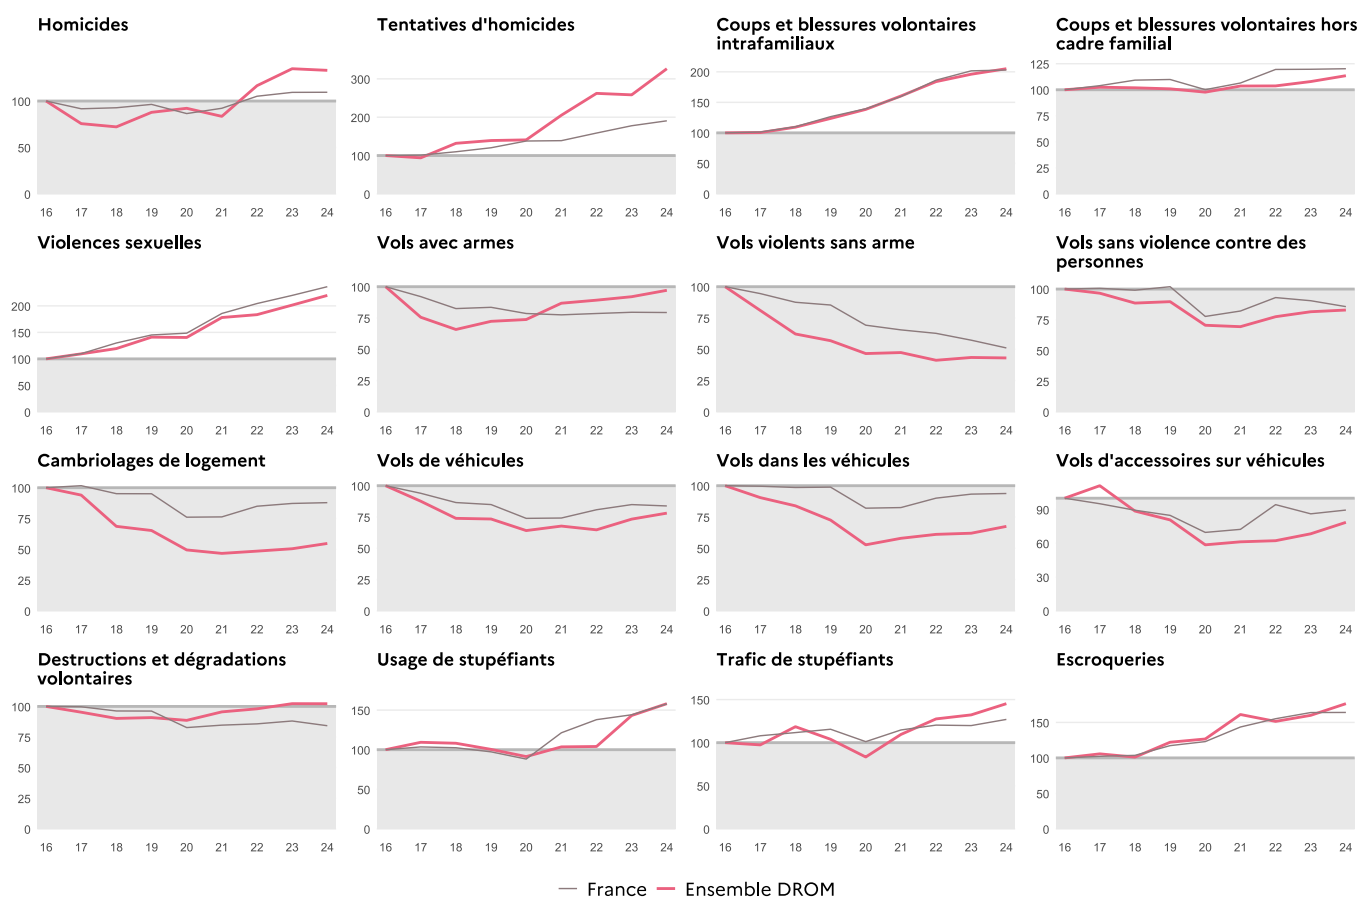 Homicides
100
50
0
16 17 18 19 20 21 22 23 24
Tentatives d'homicides
300
200
100
0
16 17 18 19 20 21 22 23 24
Coups et blessures volontaires
intrafamiliaux
200
150
100
50
0
16 17 18 19 20 21 22 23 24
Coups et blessures volontaires hors
cadre familial
125
100
75
50
25
0
16 17 18 19 20 21 22 23 24
Violences sexuelles
200
150
100
50
0
16 17 18 19 20 21 22 23 24
Vols avec armes
100
75
50
25
0
16 17 18 19 20 21 22 23 24
Vols violents sans arme
100
75
50
25
0
16 17 18 19 20 21 22 23 24
Vols sans violence contre des
personnes
100
75
50
25
0
16 17 18 19 20 21 22 23 24
Cambriolages de logement
100
75
50
25
0
16 17 18 19 20 21 22 23 24
Vols de véhicules
100
75
50
25
0
16 17 18 19 20 21 22 23 24
Vols dans les véhicules
100
75
50
25
0
16 17 18 19 20 21 22 23 24
Vols d'accessoires sur véhicules
90
60
30
0
16 17 18 19 20 21 22 23 24
Destructions et dégradations
volontaires
100
75
50
25
0
16 17 18 19 20 21 22 23 24
Usage de stupéfiants
150
100
50
0
16 17 18 19 20 21 22 23 24
Trafic de stupéfiants
150
100
50
0
16 17 18 19 20 21 22 23 24
Escroqueries
150
100
50
0
16 17 18 19 20 21 22 23 24
France Ensemble DROM